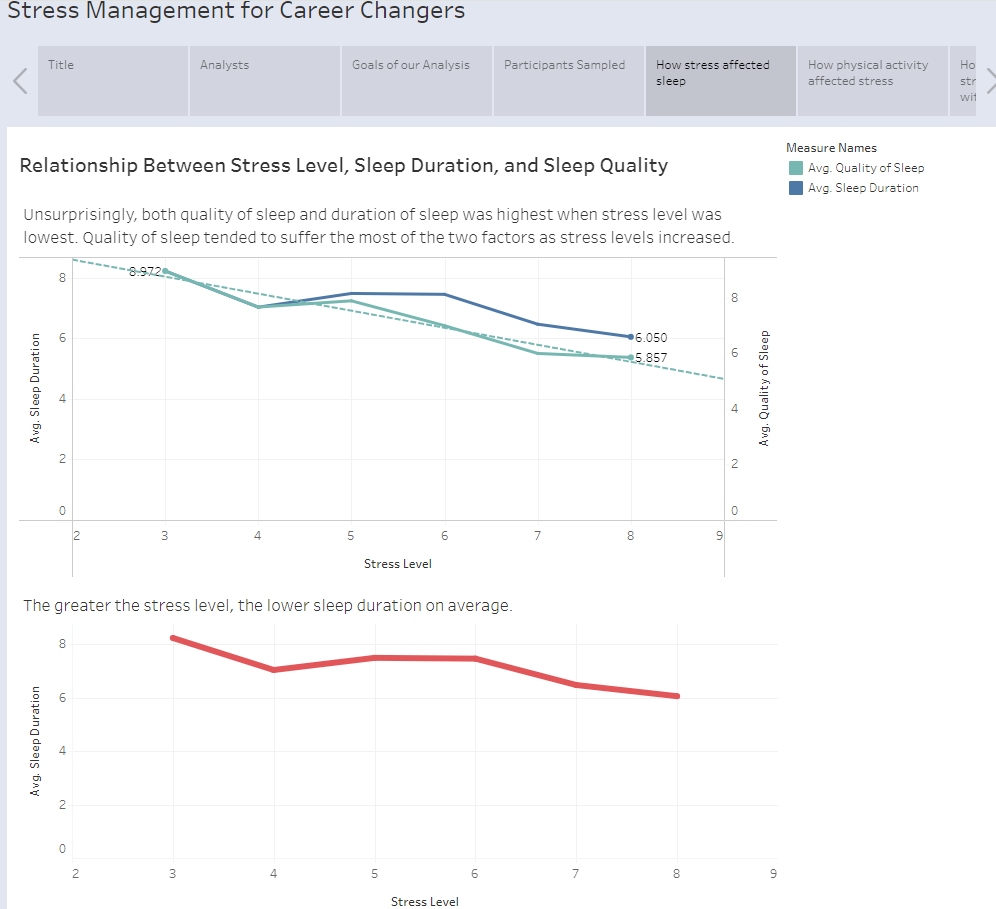 Stress Management for Career Changers
Title
Analysts
Goals of our Analysis
Participants Sampled
How stress affected
sleep
How physical activity
affected stress
Ho
str
wit
Measure Names
Avg. Quality of Sleep
Avg. Sleep Duration
Relationship Between Stress Level, Sleep Duration, and Sleep Quality
Unsurprisingly, both quality of sleep and duration of sleep was highest when stress level was
lowest. Quality of sleep tended to suffer the most of the two factors as stress levels increased.
Avg. Sleep Duration
8
6
4
2
0
8.972
6.050
5.857
8
6
4
2
0
Avg. Quality of Sleep
2 3 4 5 6 7 8 9
Stress Level
The greater the stress level, the lower sleep duration on average.
Avg. Sleep Duration
8
6
4
2
0
2 3 4 5 6 7 8 9
Stress Level